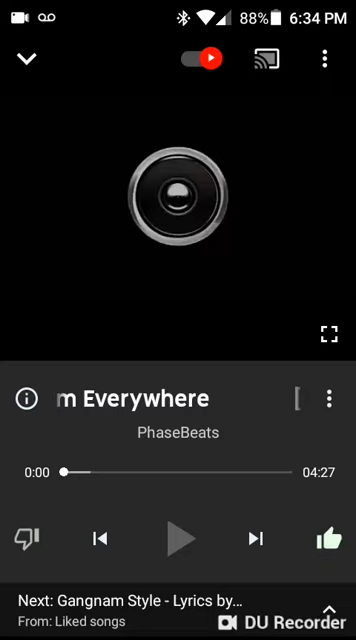 88% 6:34 PM
m Everywhere
PhaseBeats
0:00 04:27
Next: Gangnam Style - Lyrics by...
From: Liked songs
DU Recorder